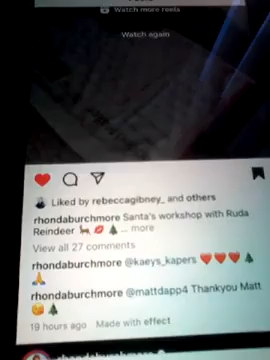 Watch more reels
Watch again
Liked by rebeccagibney_ and others
rhondaburchmore Santa's workshop with Ruda
Reindeer 🦌💋🌲... more
View all 27 comments
rhondaburchmore @kaeys_kapers ❤️❤️❤️🌲
🙏
rhondaburchmore @mattdapp4 Thankyou Matt
😘🌲
19 hours ago Made with effect
rhondaburchmore